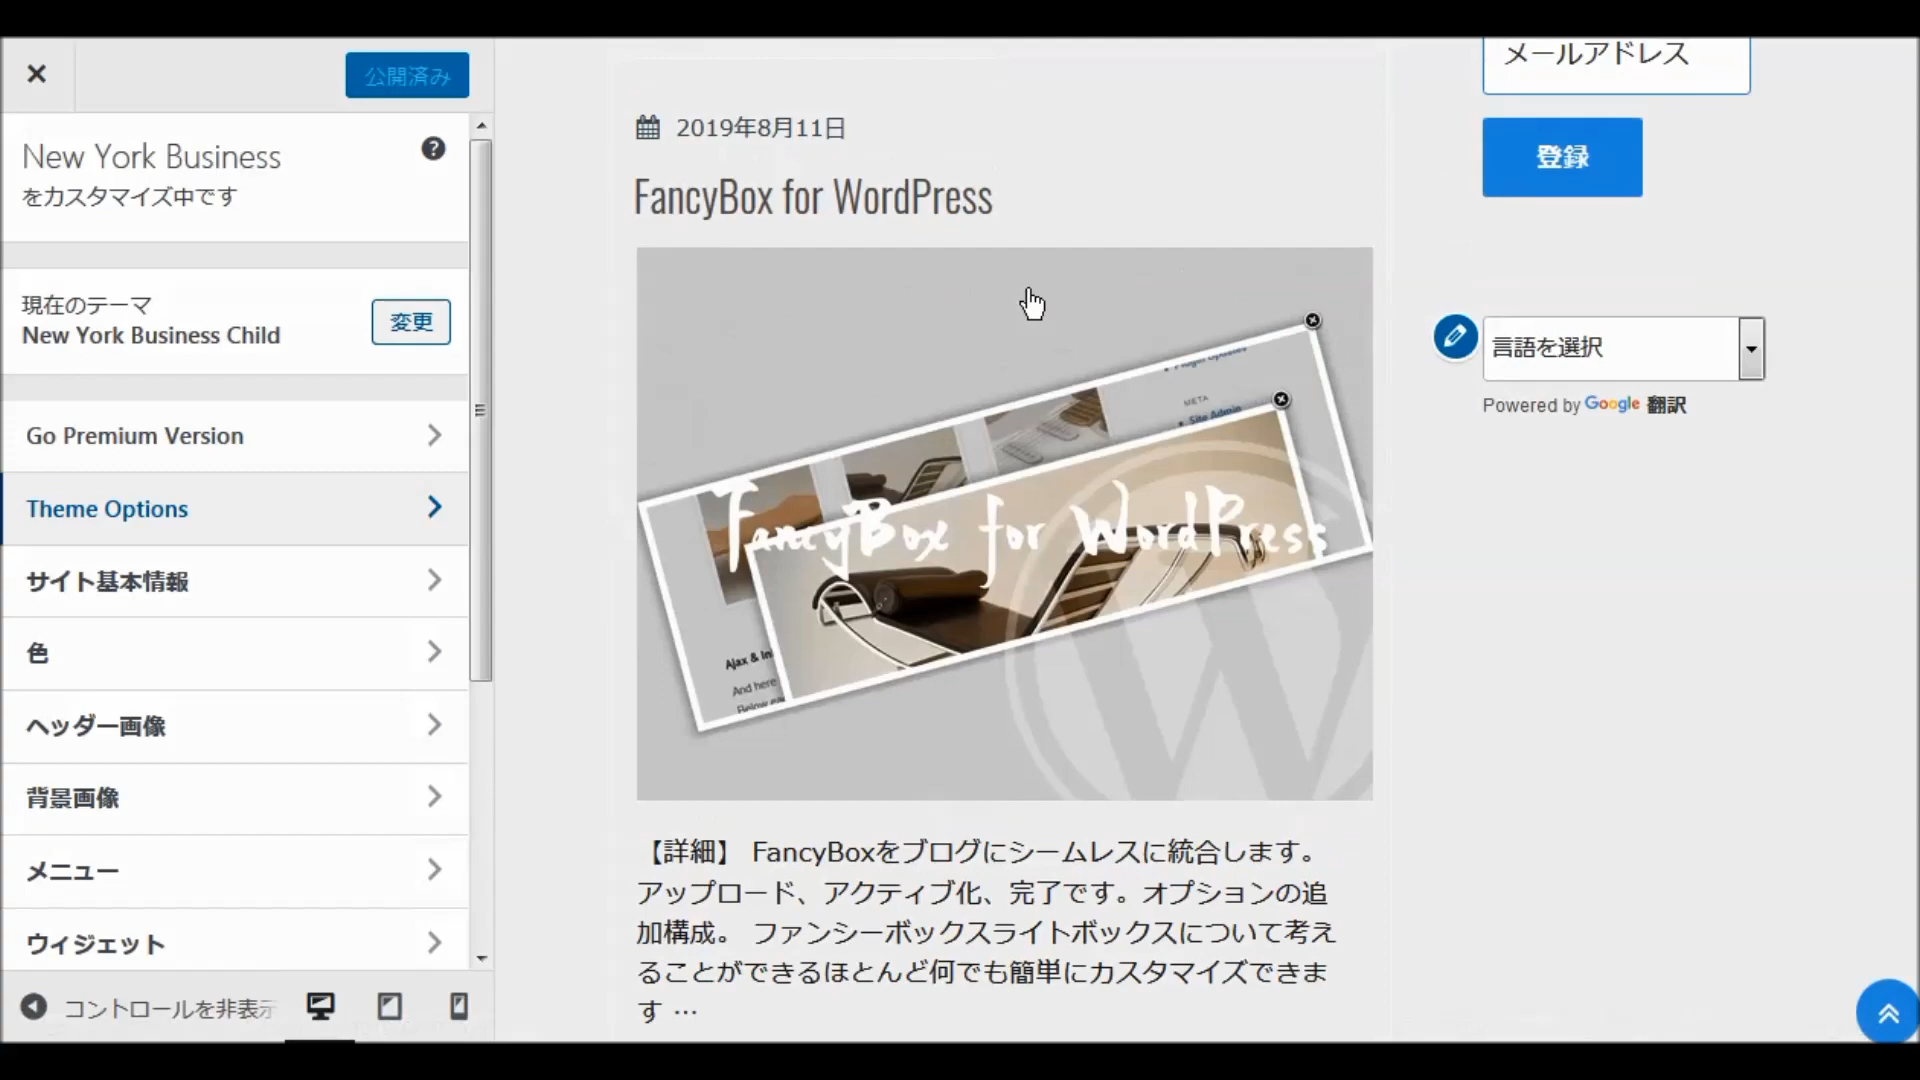 公開済み
New York Business
をカスタマイズ中です
現在のテーマ
New York Business Child
変更
Go Premium Version
Theme Options
サイト基本情報
色
ヘッダー画像
背景画像
メニュー
ウィジェット
コントロールを非表示
2019年8月11日
FancyBox for WordPress
META
Site Admin
FancyBox for WordPress
Ajax & In
And here
Below ea
【詳細】 FancyBoxをブログにシームレスに統合します。
アップロード、アクティブ化、完了です。オプションの追
加構成。 ファンシーボックスライトボックスについて考え
ることができるほとんど何でも簡単にカスタマイズできま
す …
メールアドレス
登録
言語を選択
Powered by Google 翻訳